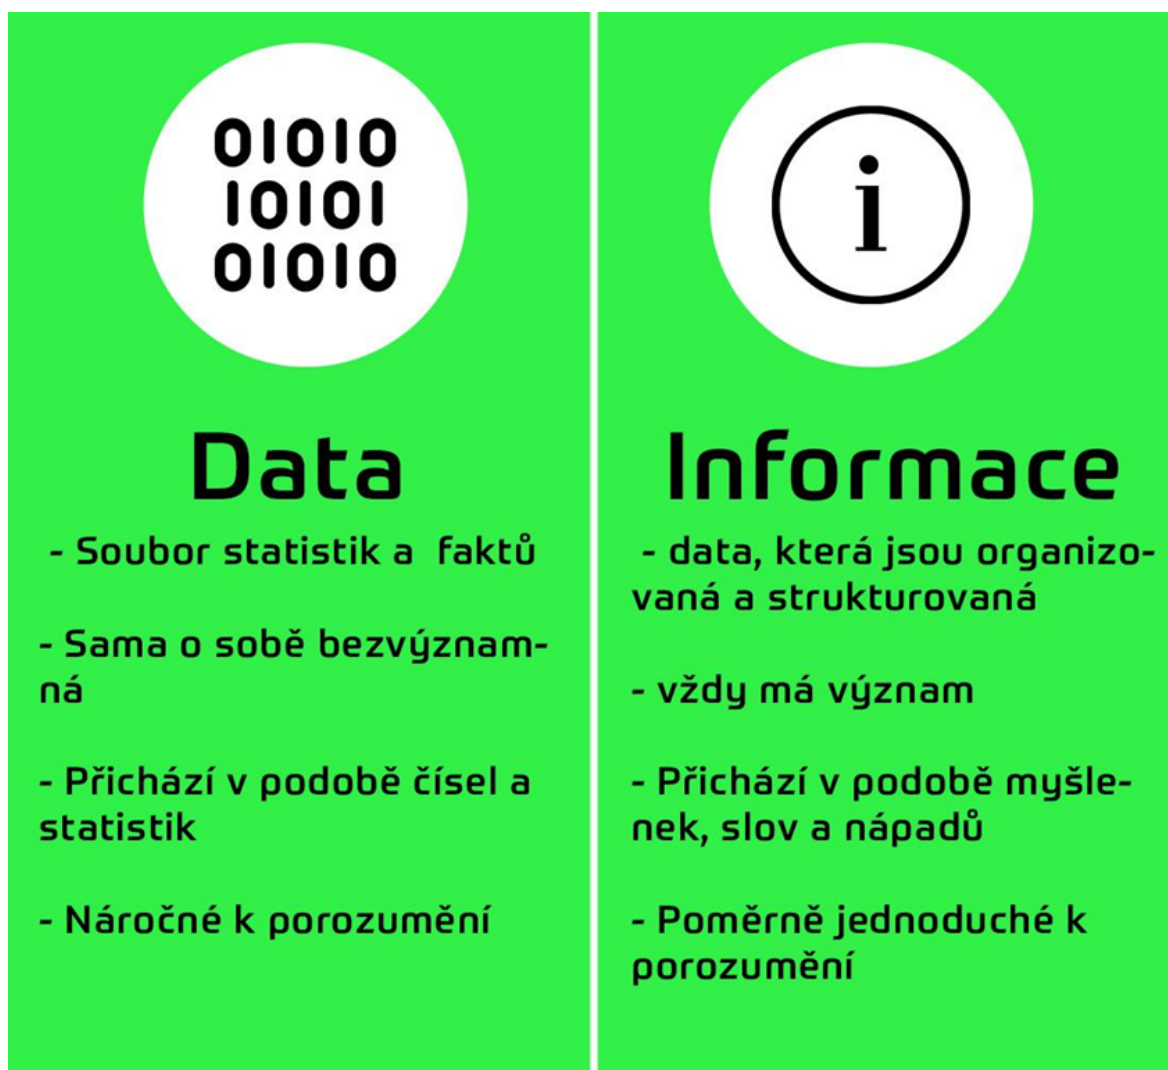 01010
10101
01010
Data
- Soubor statistik a  faktů
- Sama o sobě bezvýznam-
ná
- Přichází v podobě čísel a
statistik
- Náročné k porozumění
i
Informace
- data, která jsou organizo-
vaná a strukturovaná
- vždy má význam
- Přichází v podobě myšle-
nek, slov a nápadů
- Poměrně jednoduché k
porozumění